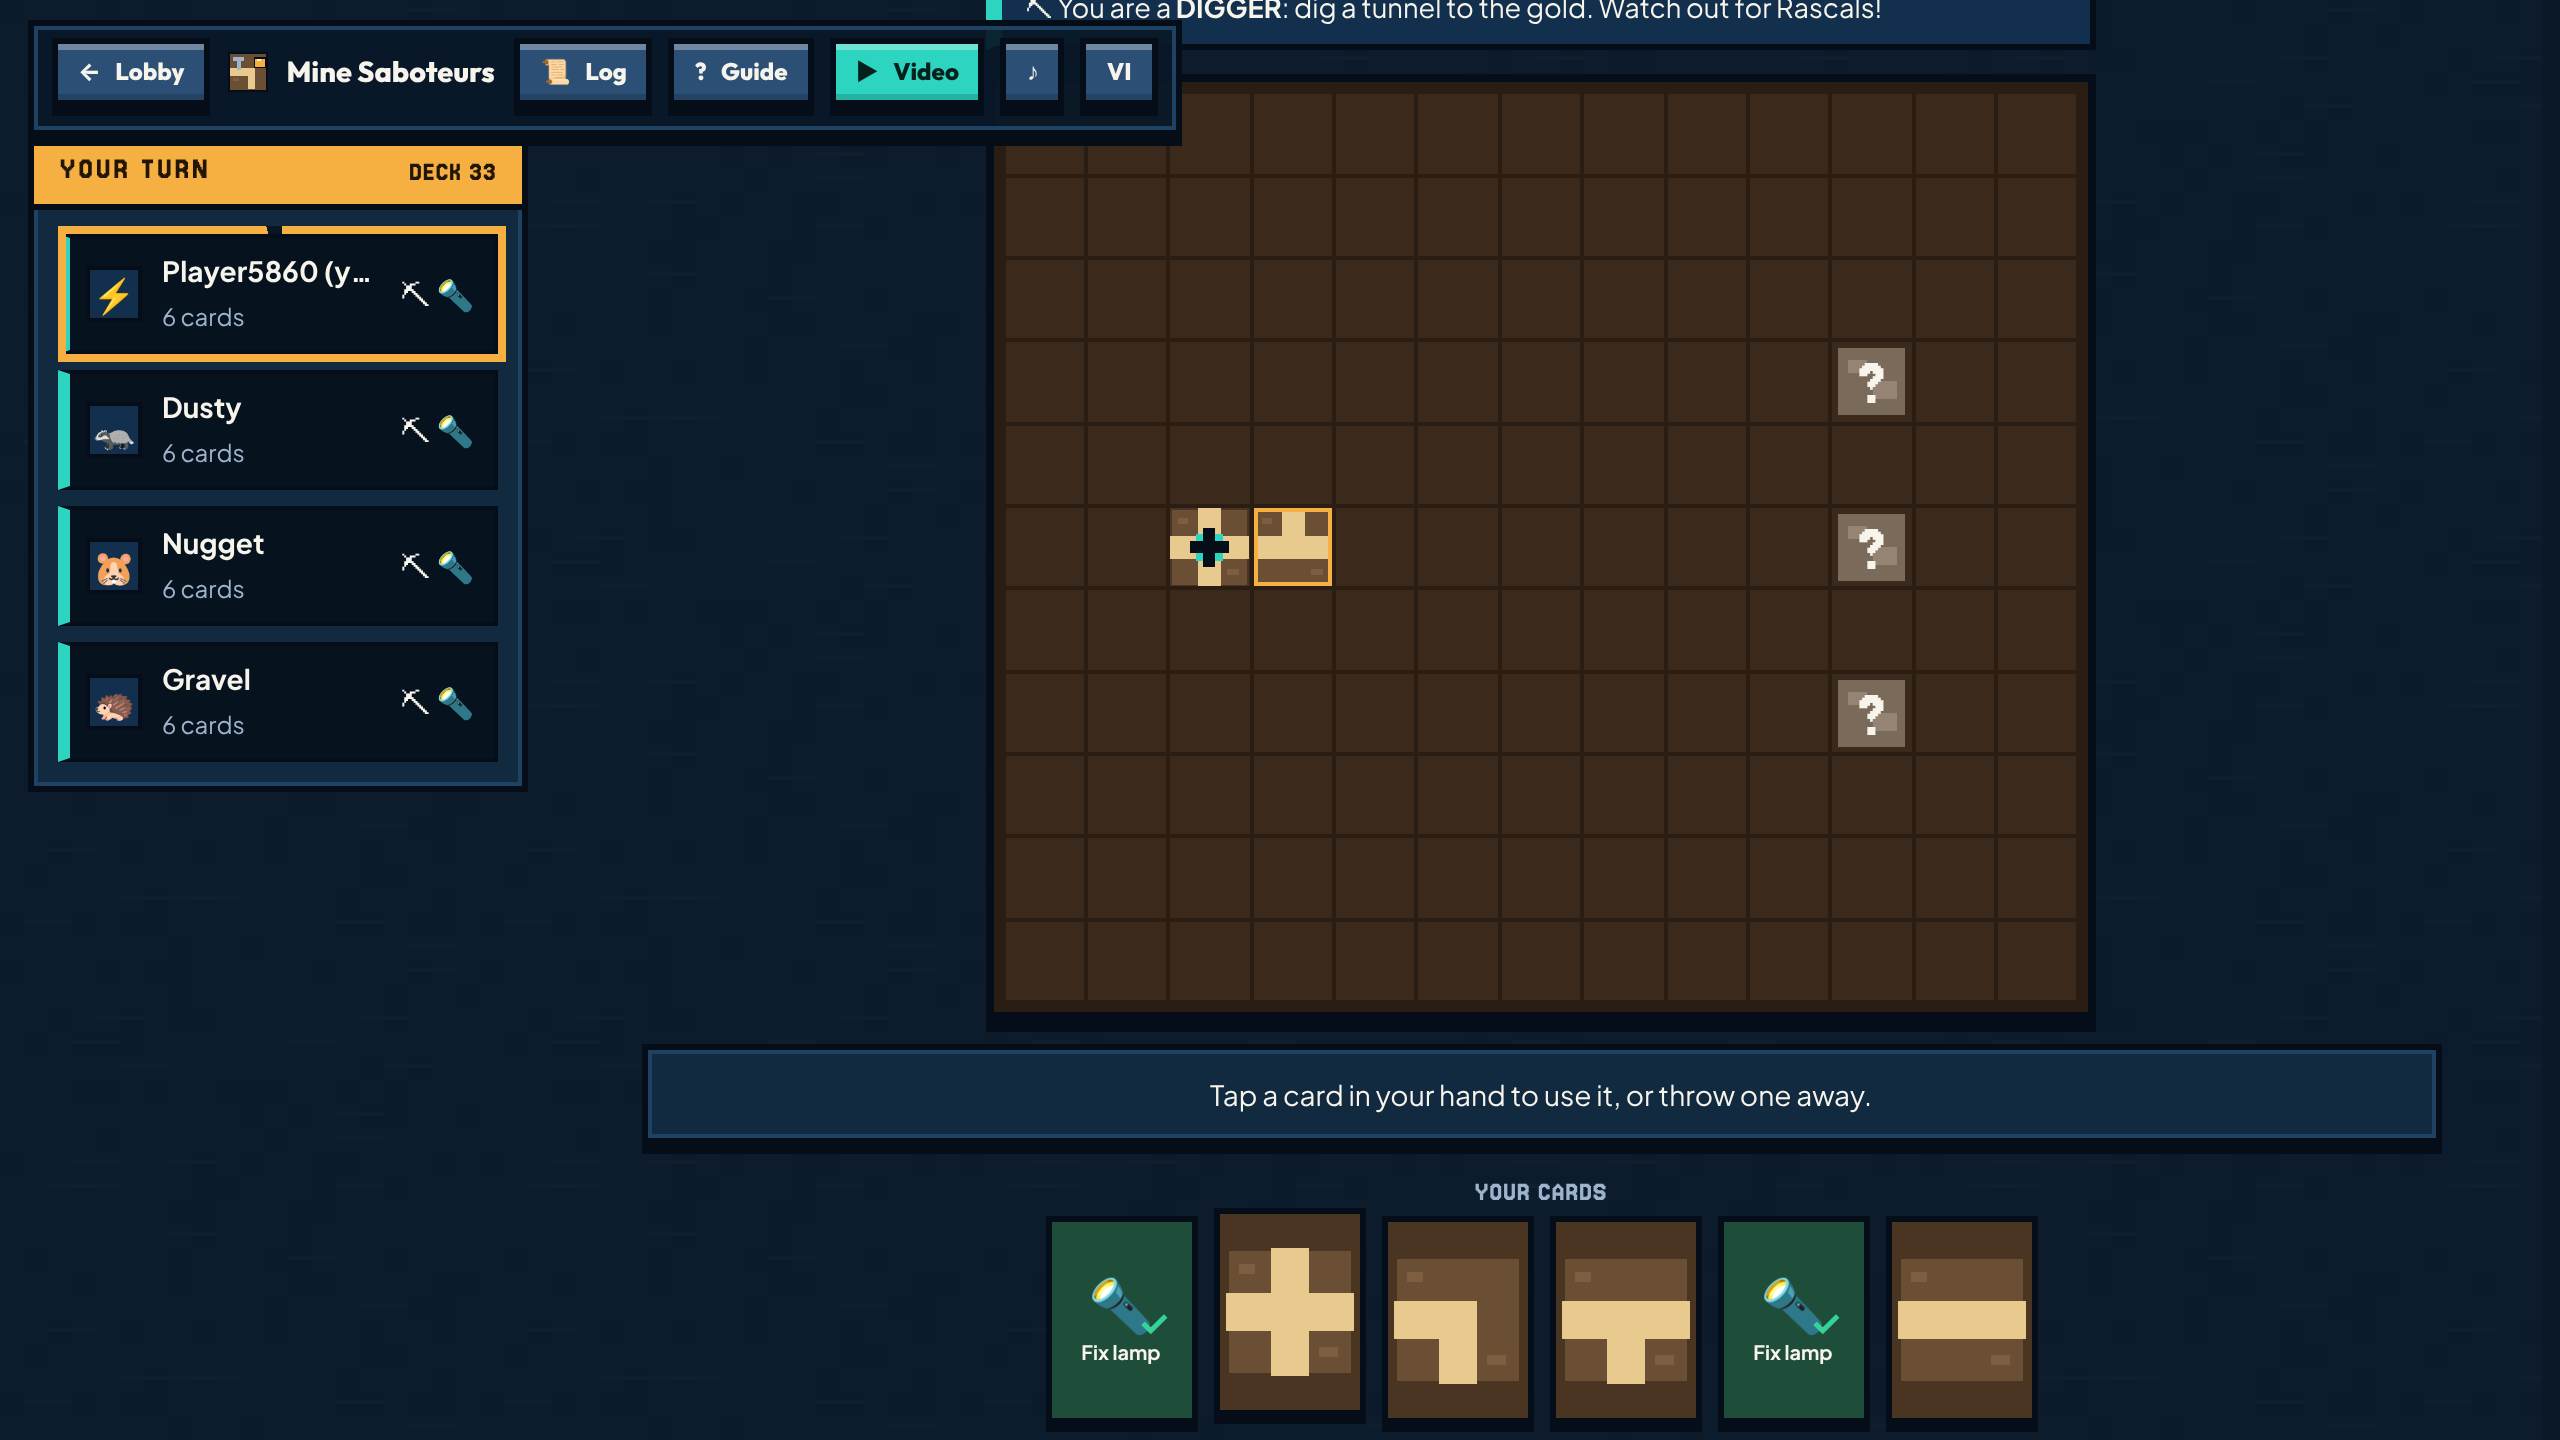 ⛏ You are a DIGGER: dig a tunnel to the gold. Watch out for Rascals!
← Lobby
Mine Saboteurs
Log
? Guide
▶ Video
♪
VI
YOUR TURN
DECK 33
Player5860 (y...
6 cards
Dusty
6 cards
Nugget
6 cards
Gravel
6 cards
?
?
?
Tap a card in your hand to use it, or throw one away.
YOUR CARDS
Fix lamp
Fix lamp